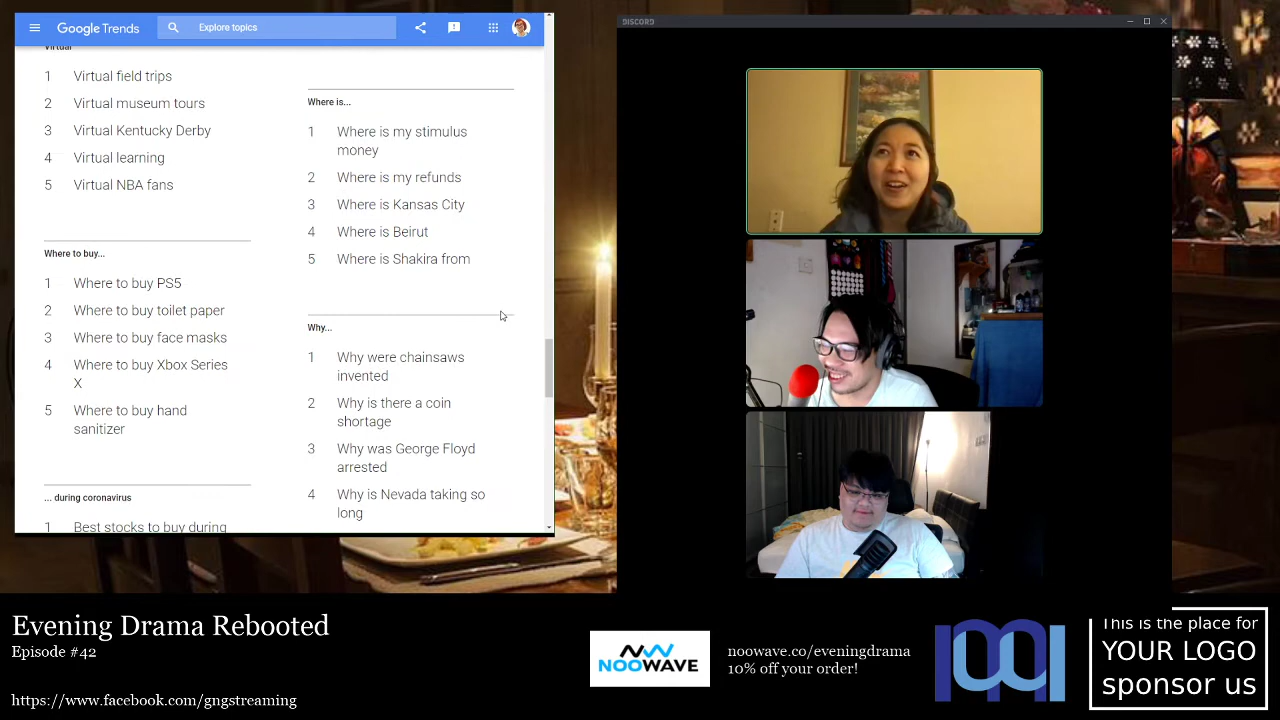 Google Trends
Explore topics
Virtual
1 Virtual field trips
2 Virtual museum tours
3 Virtual Kentucky Derby
4 Virtual learning
5 Virtual NBA fans
Where to buy...
1 Where to buy PS5
2 Where to buy toilet paper
3 Where to buy face masks
4 Where to buy Xbox Series
X
5 Where to buy hand
sanitizer
... during coronavirus
1 Best stocks to buy during
Where is...
1 Where is my stimulus
money
2 Where is my refunds
3 Where is Kansas City
4 Where is Beirut
5 Where is Shakira from
Why...
1 Why were chainsaws
invented
2 Why is there a coin
shortage
3 Why was George Floyd
arrested
4 Why is Nevada taking so
long
DISCORD
Evening Drama Rebooted
Episode #42
https://www.facebook.com/gngstreaming
NOOWAVE
noowave.co/eveningdrama
10% off your order!
This is the place for
YOUR LOGO
sponsor us